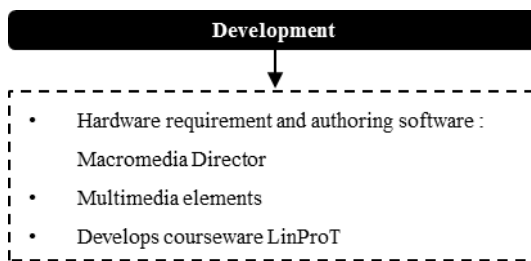 Development
• Hardware requirement and authoring software :
Macromedia Director
• Multimedia elements
• Develops courseware LinProT